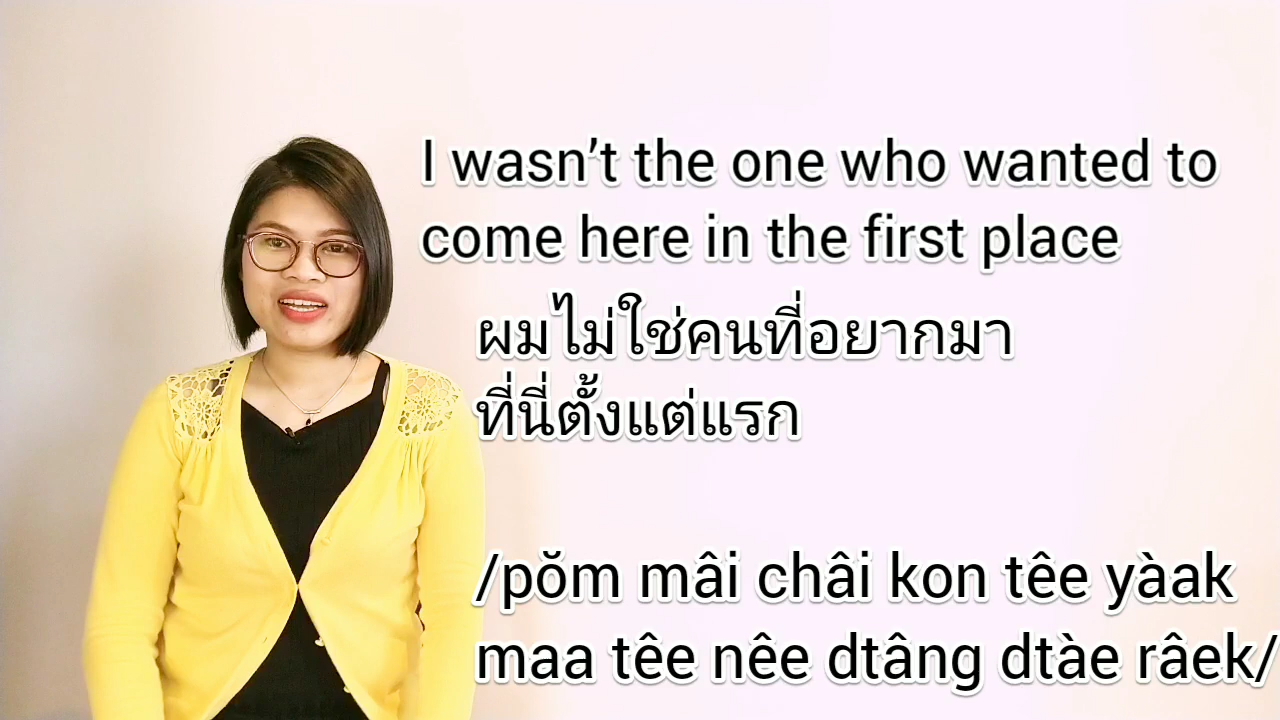 I wasn’t the one who wanted to
come here in the first place
ผมไม่ใช่คนที่อยากมา
ที่นี่ตั้งแต่แรก
/pŏm mâi châi kon têe yàak
maa têe nêe dtâng dtàe râek/